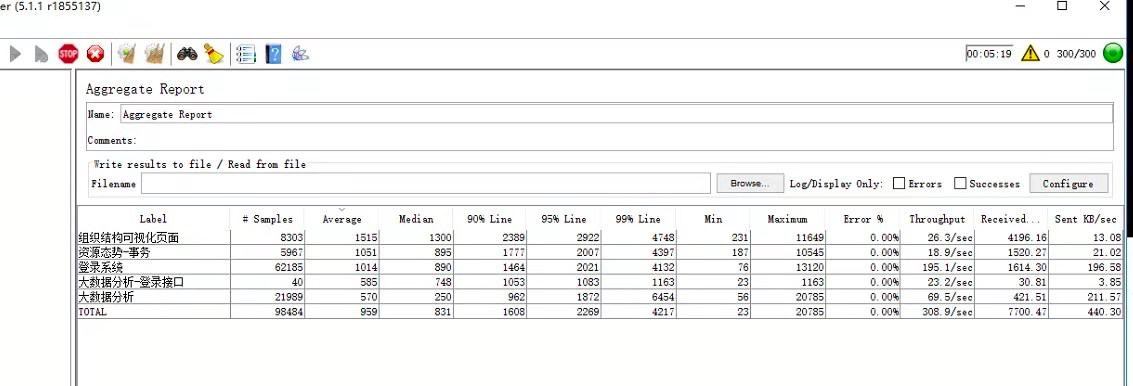 er (5.1.1 r1855137)
STOP 00:05:19 0 300/300
Aggregate Report
Name: Aggregate Report
Comments:
Write results to file / Read from file
Filename Browse... Log/Display Only: Errors Successes Configure
Label # Samples Average Median 90% Line 95% Line 99% Line Min Maximum Error % Throughput Received... Sent KB/sec
组织结构可视化页面 8303 1515 1300 2389 2922 4748 231 11649 0.00% 26.3/sec 4196.16 13.08
资源态势-事务 5967 1051 895 1777 2007 4397 187 10545 0.00% 18.9/sec 1520.27 21.02
登录系统 62185 1014 890 1464 2021 4132 76 13120 0.00% 195.1/sec 1614.30 196.58
大数据分析-登录接口 40 585 748 1053 1083 1163 23 1163 0.00% 23.2/sec 30.81 3.85
大数据分析 21989 570 250 962 1872 6454 56 20785 0.00% 69.5/sec 421.51 211.57
TOTAL 98484 959 831 1608 2269 4217 23 20785 0.00% 308.9/sec 7700.47 440.30